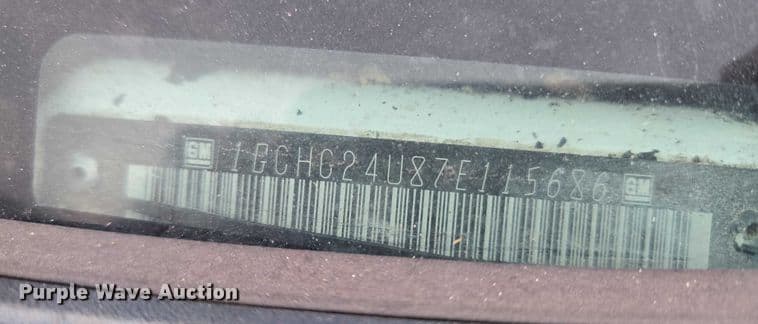 GM 1GCHC24U87E115686 GM
Purple Wave Auction